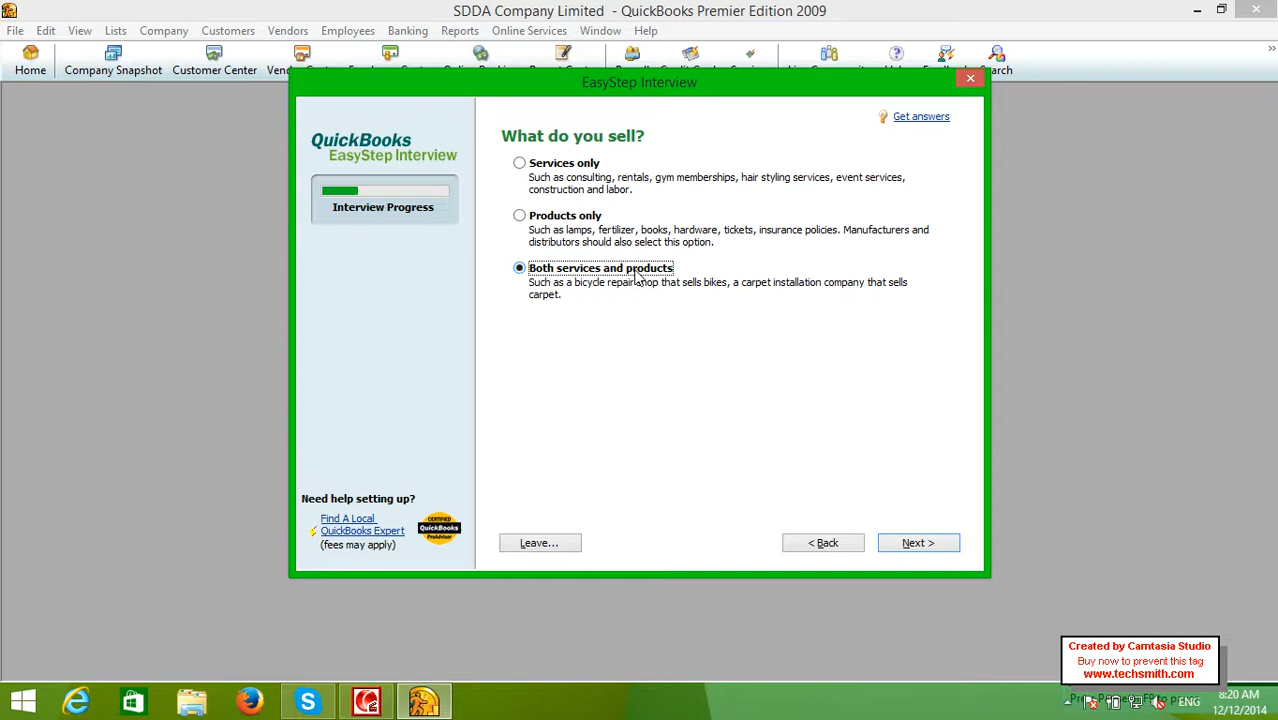 SDDA Company Limited - QuickBooks Premier Edition 2009
File Edit View Lists Company Customers Vendors Employees Banking Reports Online Services Window Help
Home Company Snapshot Customer Center
Search
EasyStep Interview
Get answers
QuickBooks
EasyStep Interview
Interview Progress
What do you sell?
Services only
Such as consulting, rentals, gym memberships, hair styling services, event services,
construction and labor.
Products only
Such as lamps, fertilizer, books, hardware, tickets, insurance policies. Manufacturers and
distributors should also select this option.
Both services and products
Such as a bicycle repair shop that sells bikes, a carpet installation company that sells
carpet.
Need help setting up?
Find A Local
QuickBooks Expert
(fees may apply)
CERTIFIED
QuickBooks
ProAdvisor
Leave...
< Back
Next >
Created by Camtasia Studio
Buy now to prevent this tag
www.techsmith.com
ENG
8:20 AM
12/12/2014